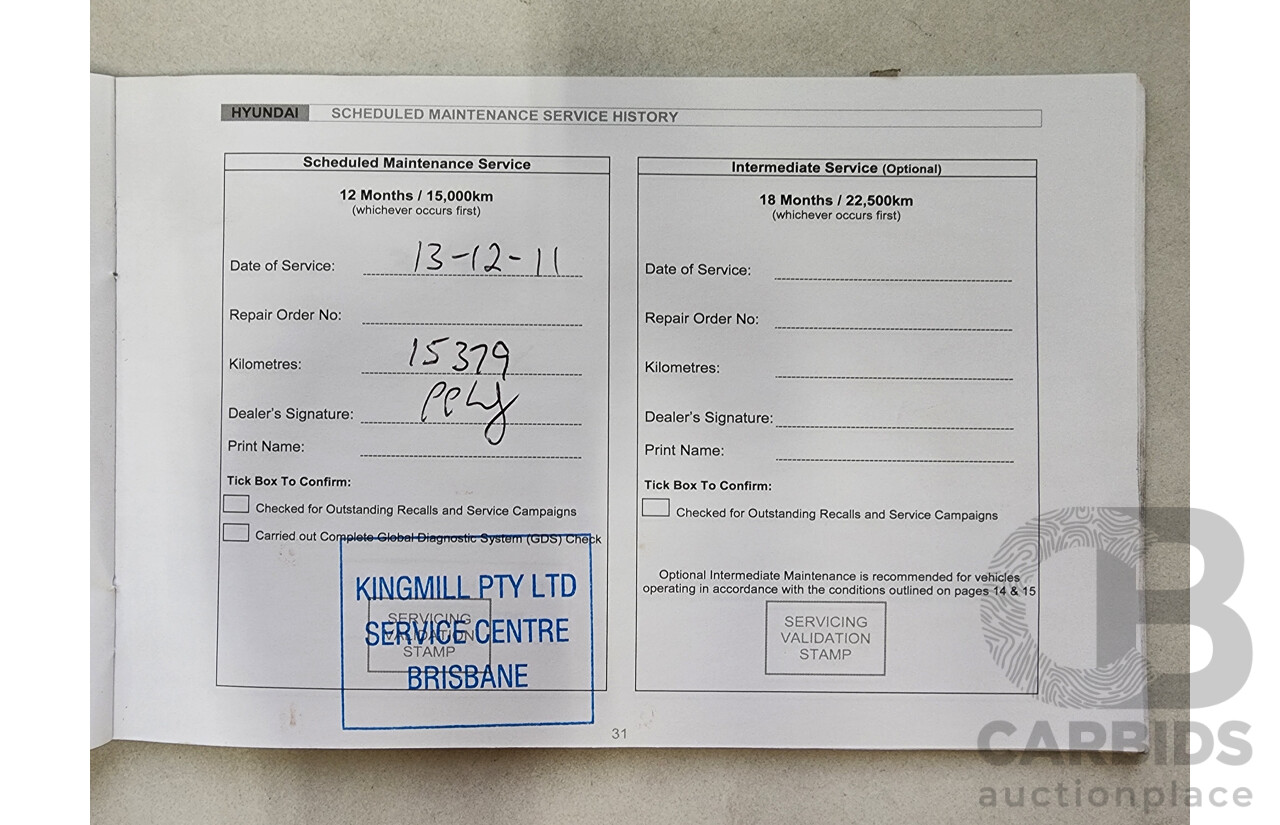 HYUNDAI SCHEDULED MAINTENANCE SERVICE HISTORY
Scheduled Maintenance Service
12 Months / 15,000km
(whichever occurs first)
Date of Service: 13-12-11
Repair Order No:
Kilometres: 15379
Dealer's Signature:
Print Name:
Tick Box To Confirm:
Checked for Outstanding Recalls and Service Campaigns
Carried out Complete Global Diagnostic System (GDS) Check
KINGMILL PTY LTD
SERVICE CENTRE
BRISBANE
SERVICING
VALIDATION
STAMP
Intermediate Service (Optional)
18 Months / 22,500km
(whichever occurs first)
Date of Service:
Repair Order No:
Kilometres:
Dealer's Signature:
Print Name:
Tick Box To Confirm:
Checked for Outstanding Recalls and Service Campaigns
Optional Intermediate Maintenance is recommended for vehicles
operating in accordance with the conditions outlined on pages 14 & 15
SERVICING
VALIDATION
STAMP
31
CARBIDS
auctionplace